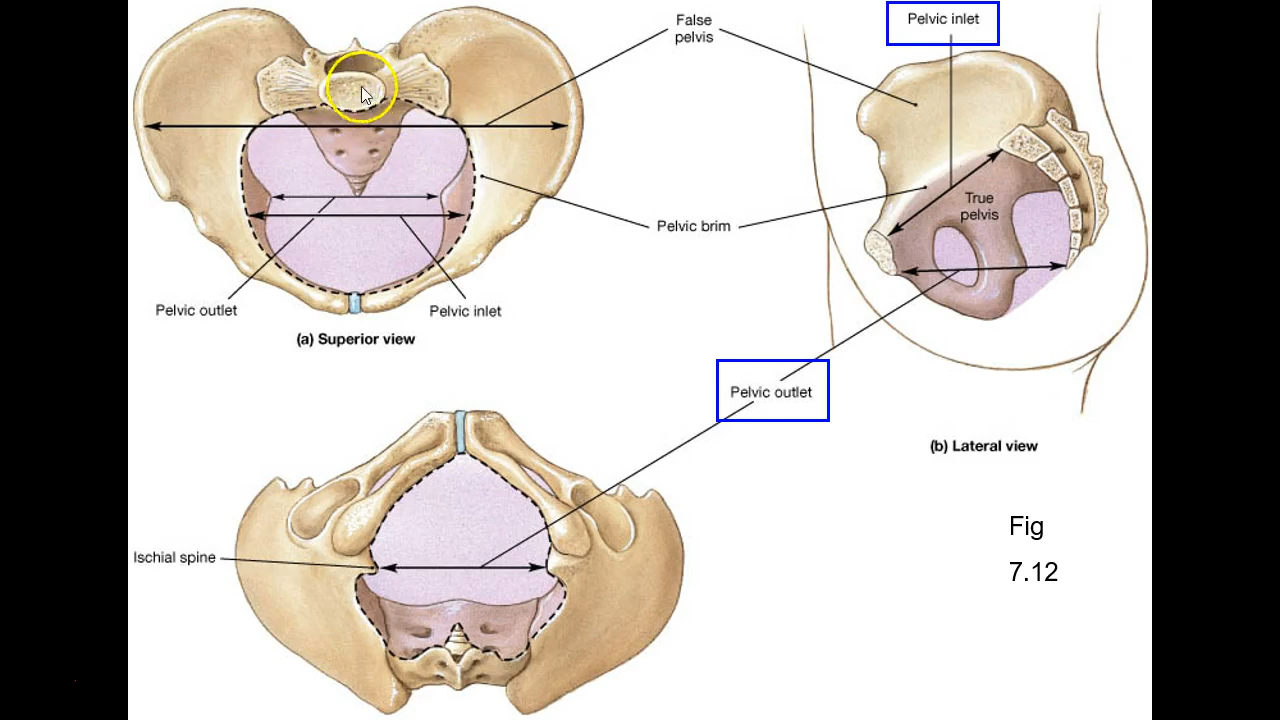 False
pelvis
Pelvic inlet
True
pelvis
Pelvic brim
Pelvic outlet
Pelvic inlet
(a) Superior view
Pelvic outlet
(b) Lateral view
Ischial spine
Fig
7.12